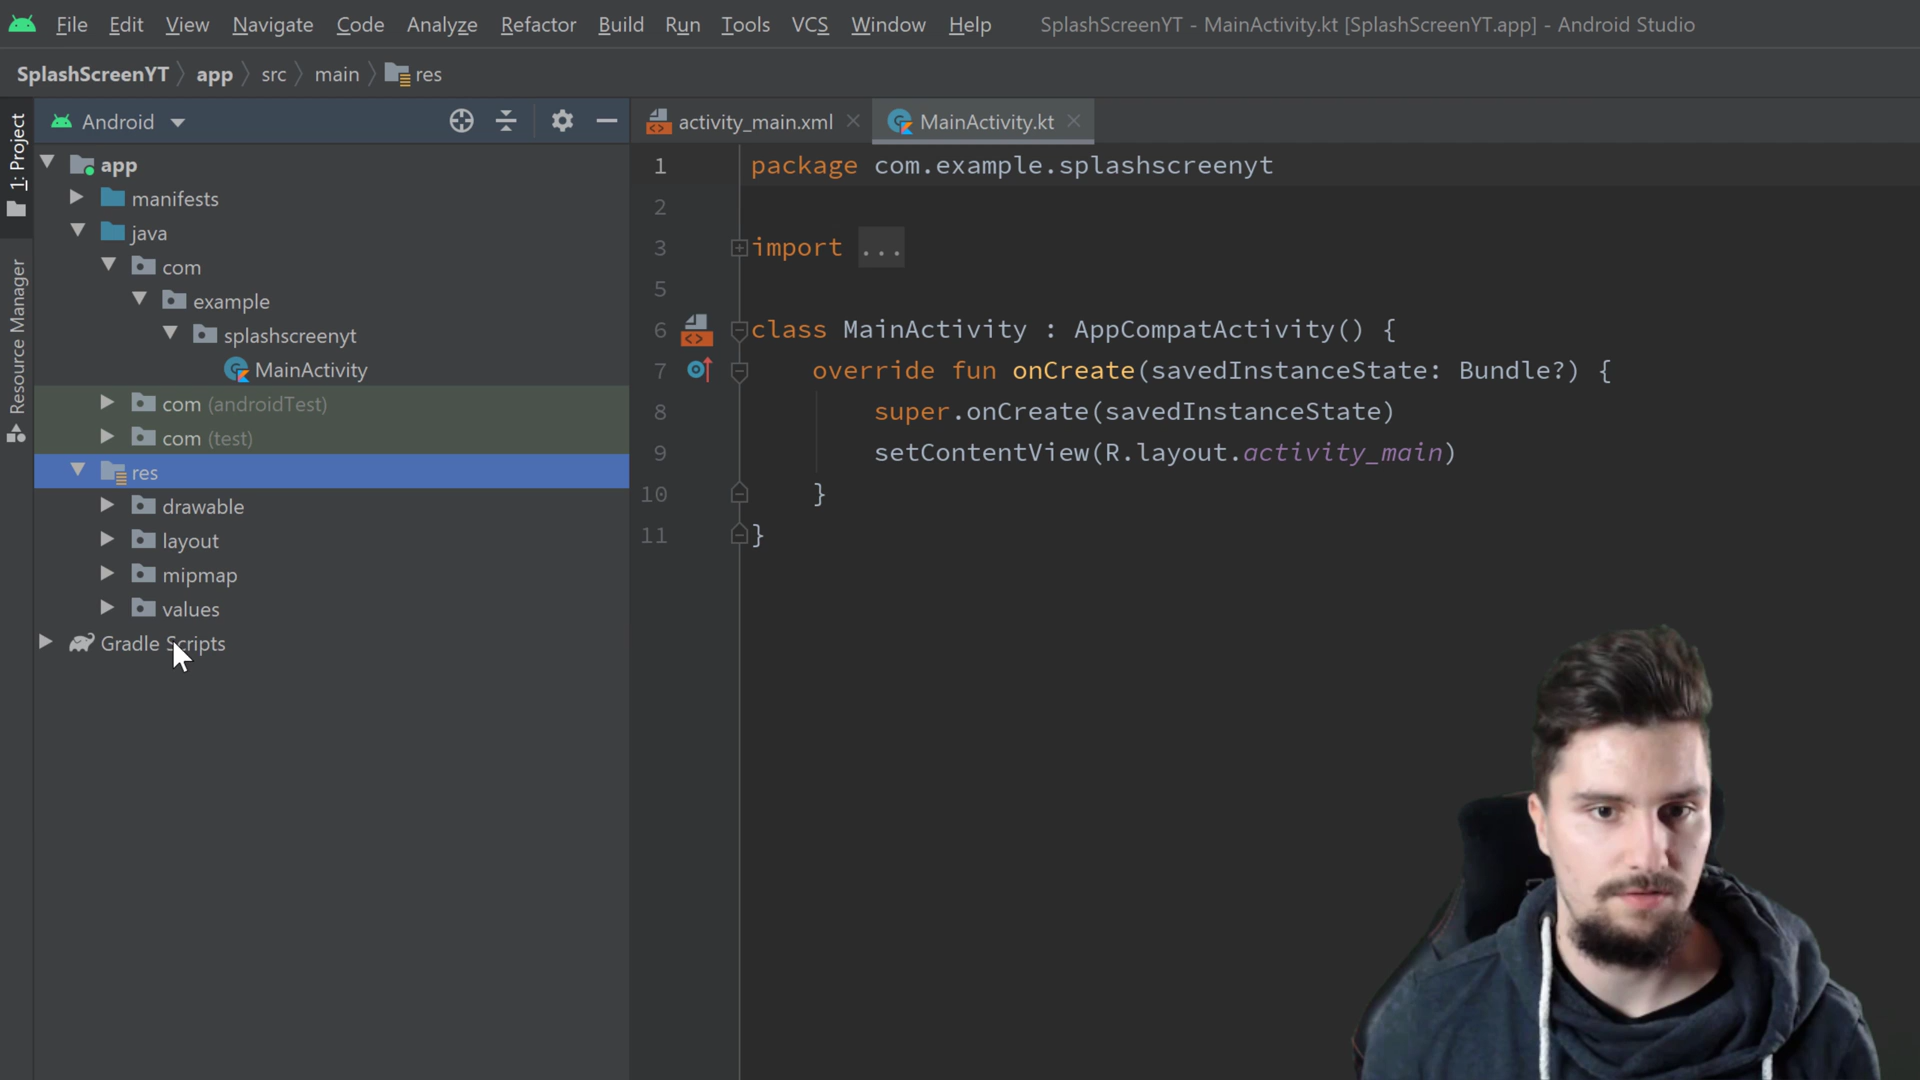 File Edit View Navigate Code Analyze Refactor Build Run Tools VCS Window Help SplashScreenYT - MainActivity.kt [SplashScreenYT.app] - Android Studio
SplashScreenYT app src main res
1: Project
Resource Manager
Android
app
manifests
java
com
example
splashscreenyt
MainActivity
com (androidTest)
com (test)
res
drawable
layout
mipmap
values
Gradle Scripts
activity_main.xml MainActivity.kt
1 package com.example.splashscreenyt
2
3 import ...
5
6 class MainActivity : AppCompatActivity() {
7 override fun onCreate(savedInstanceState: Bundle?) {
8 super.onCreate(savedInstanceState)
9 setContentView(R.layout.activity_main)
10 }
11 }